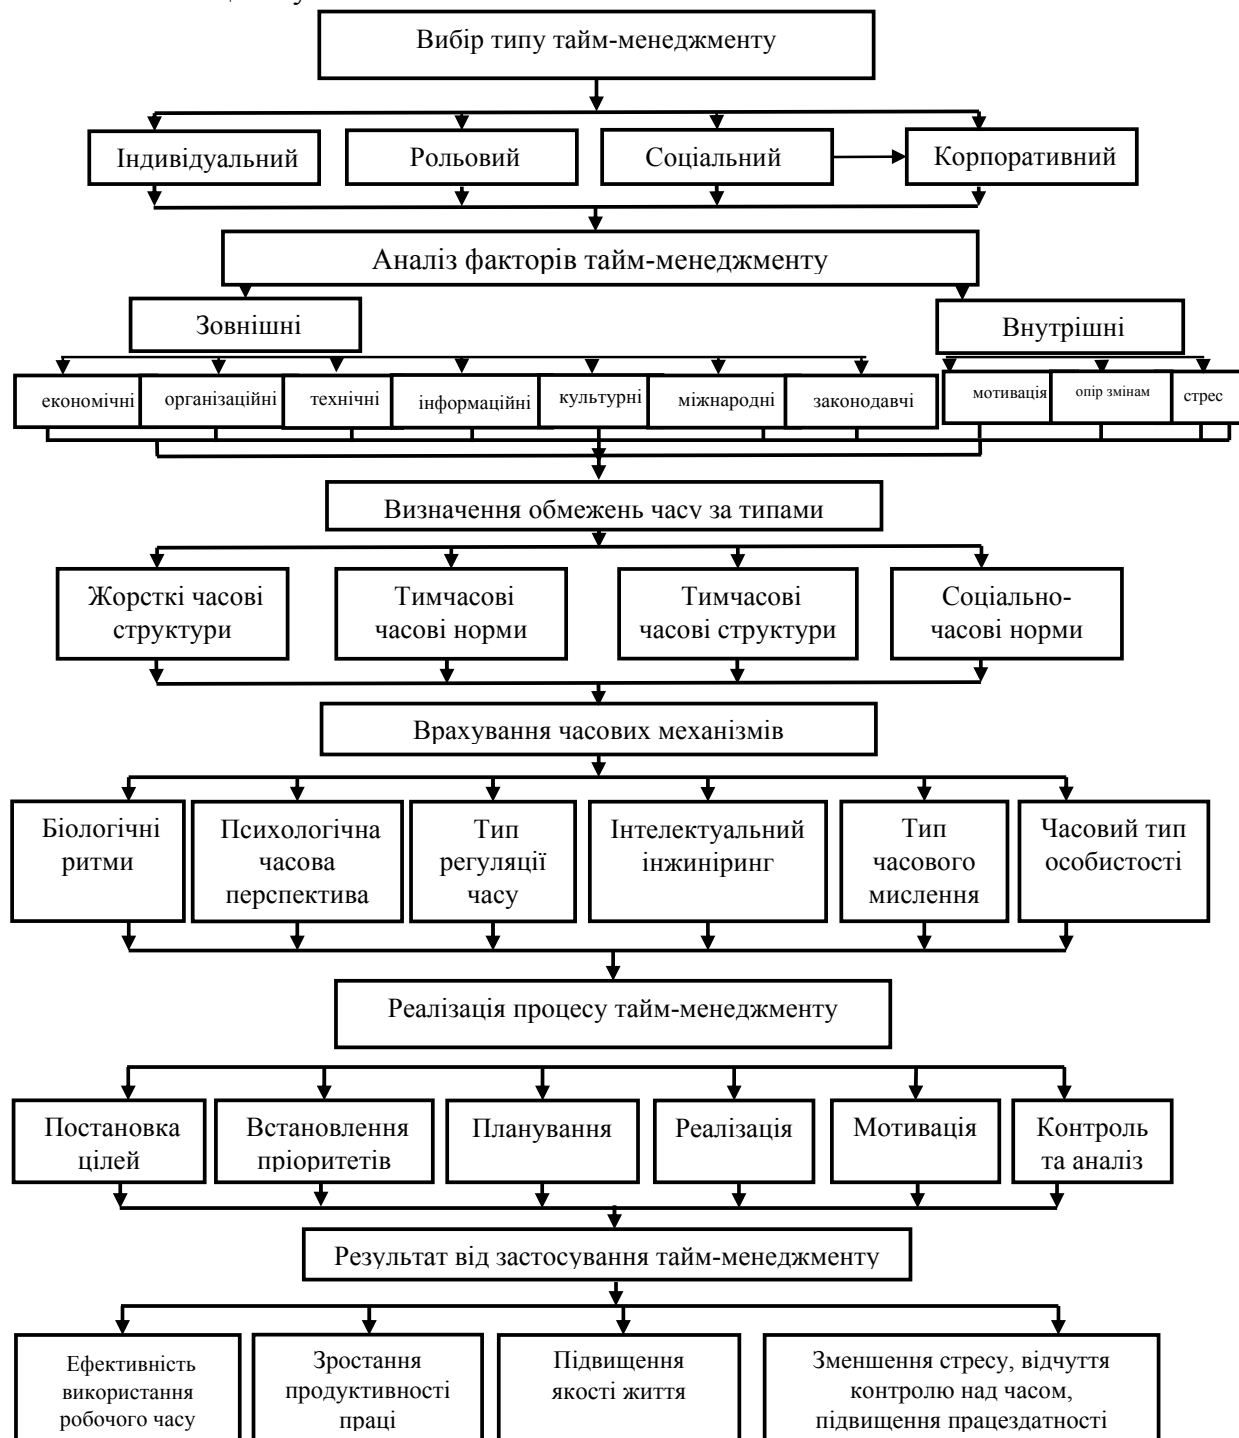 Вибір типу тайм-менеджменту
Індивідуальний
Рольовий
Соціальний
Корпоративний
Аналіз факторів тайм-менеджменту
Зовнішні
Внутрішні
економічні
організаційні
технічні
інформаційні
культурні
міжнародні
законодавчі
мотивація
опір змінам
стрес
Визначення обмежень часу за типами
Жорсткі часові
структури
Тимчасові
часові норми
Тимчасові
часові структури
Соціально-
часові норми
Врахування часових механізмів
Біологічні
ритми
Психологічна
часова
перспектива
Тип
регуляції
часу
Інтелектуальний
інжиніринг
Тип
часового
мислення
Часовий тип
особистості
Реалізація процесу тайм-менеджменту
Постановка
цілей
Встановлення
пріоритетів
Планування
Реалізація
Мотивація
Контроль
та аналіз
Результат від застосування тайм-менеджменту
Ефективність
використання
робочого часу
Зростання
продуктивності
праці
Підвищення
якості життя
Зменшення стресу, відчуття
контролю над часом,
підвищення працездатності